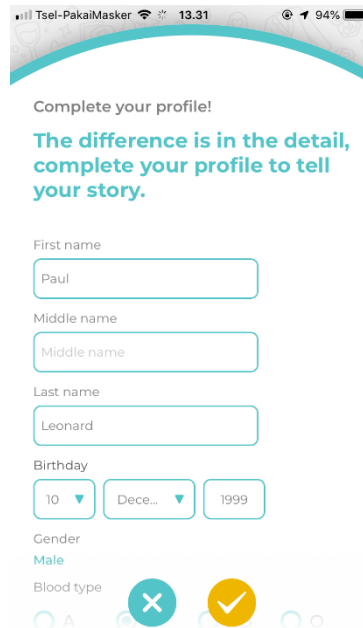 Tsel-PakaiMasker 13.31 94%
Complete your profile!
The difference is in the detail,
complete your profile to tell
your story.
First name
Paul
Middle name
Middle name
Last name
Leonard
Birthday
10 Dece... 1999
Gender
Male
Blood type
A O